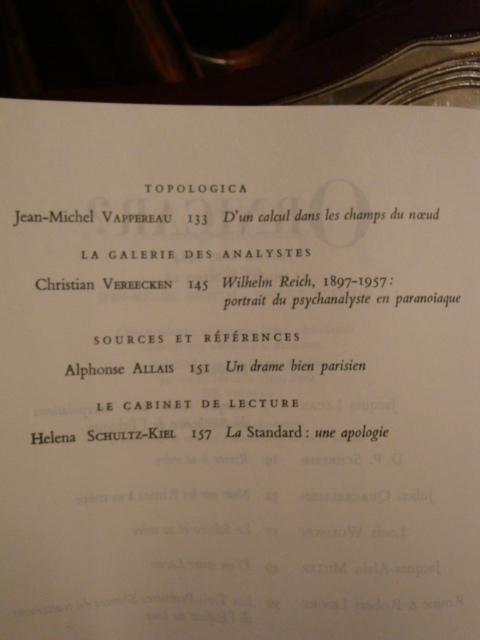 TOPOLOGICA
Jean-Michel VAPPEREAU 133 D'un calcul dans les champs du nœud
LA GALERIE DES ANALYSTES
Christian VEREECKEN 145 Wilhelm Reich, 1897-1957 :
portrait du psychanalyste en paranoïaque
SOURCES ET RÉFÉRENCES
Alphonse ALLAIS 151 Un drame bien parisien
LE CABINET DE LECTURE
Helena SCHULTZ-KIEL 157 La Standard : une apologie